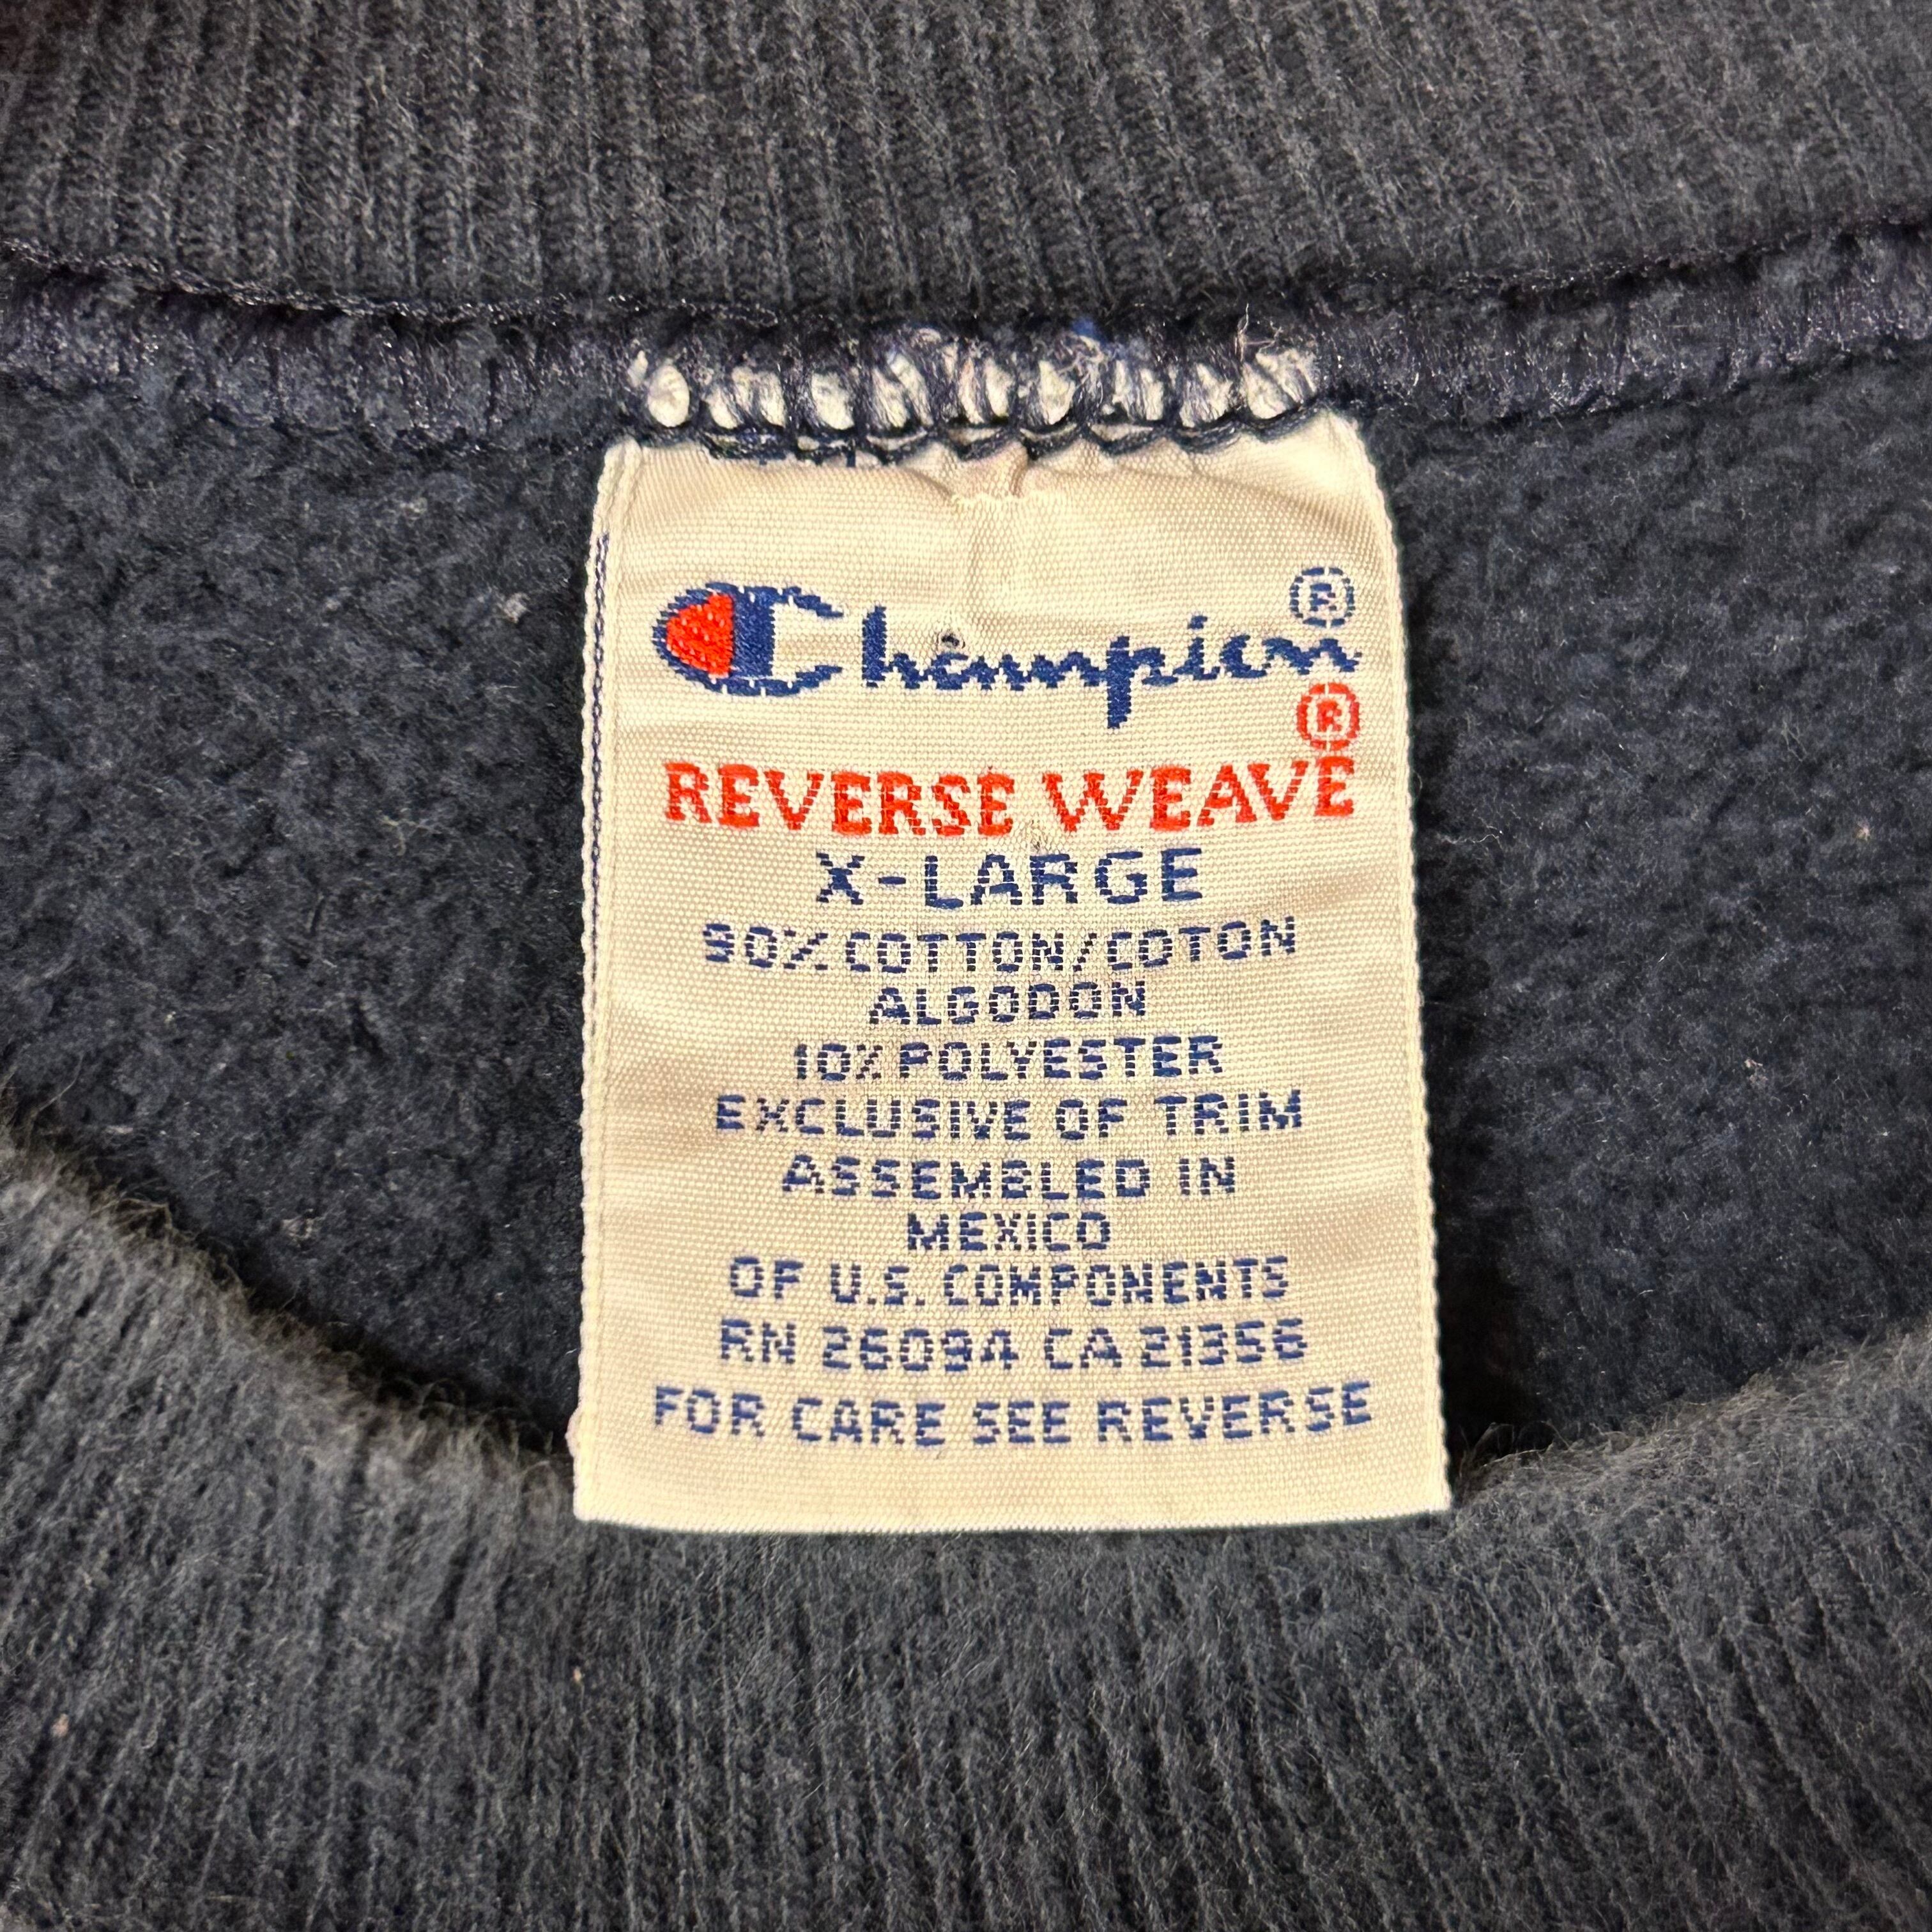 Champion®
REVERSE WEAVE®
X-LARGE
90% COTTON/COTON
ALGODON
10% POLYESTER
EXCLUSIVE OF TRIM
ASSEMBLED IN
MEXICO
OF U.S. COMPONENTS
RN 26094 CA 21356
FOR CARE SEE REVERSE